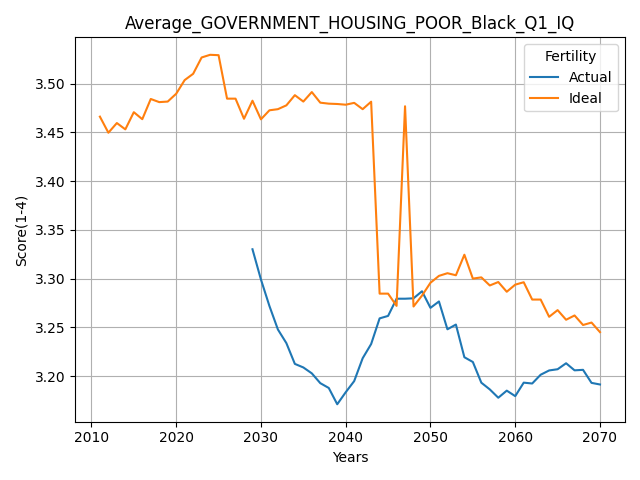 Average_GOVERNMENT_HOUSING_POOR_Black_Q1_IQ
Fertility
Actual
Ideal
Score(1-4)
3.50
3.45
3.40
3.35
3.30
3.25
3.20
2010 2020 2030 2040 2050 2060 2070
Years